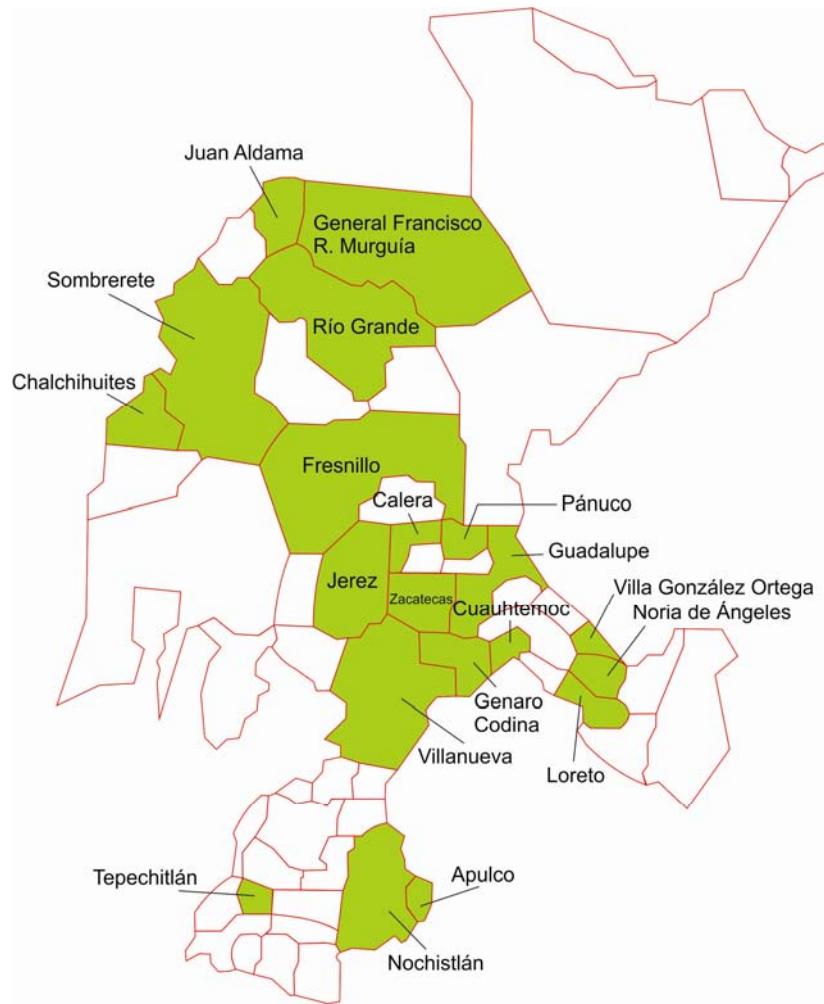 Juan Aldama
General Francisco
R. Murguía
Sombrerete
Río Grande
Chalchihuites
Fresnillo
Calera
Pánuco
Guadalupe
Jerez
Villa González Ortega
Zacatecas
Cuauhtemoc
Noria de Ángeles
Genaro
Codina
Villanueva
Loreto
Tepechitlán
Apulco
Nochistlán